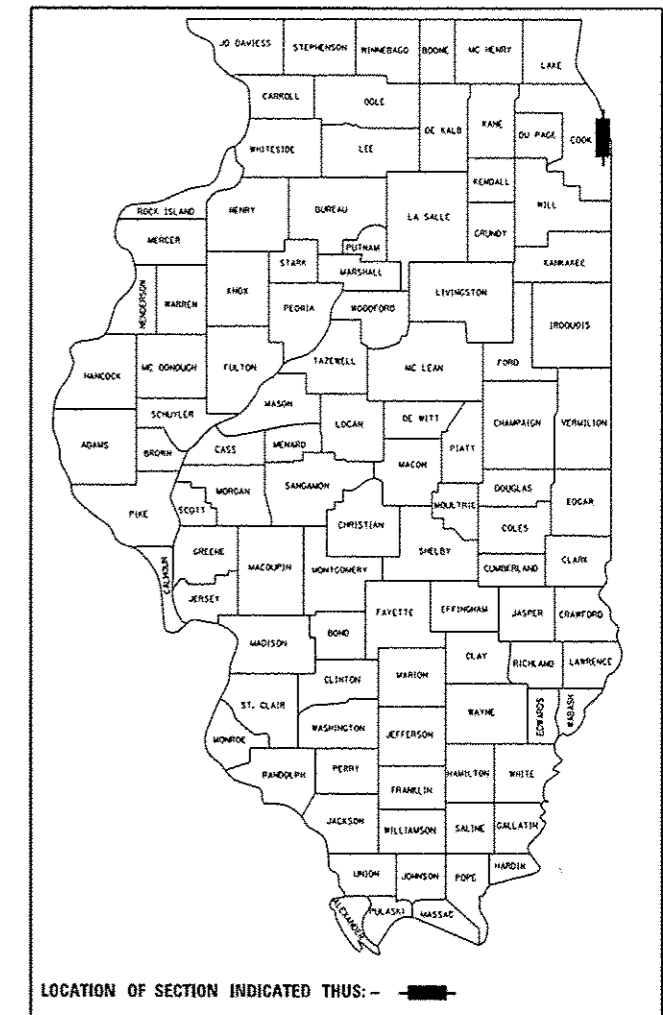 JO DAVIESS STEPHENSON WINNEBAGO BOONE MC HENRY LAKE
CARROLL OGLE DE KALB KANE DU PAGE COOK
WHITESIDE LEE
KENDALL WILL
ROCK ISLAND HENRY BUREAU LA SALLE GRUNDY
MERCER PUTNAM KANKAKEE
STARK MARSHALL
HENDERSON WARREN KNOX PEORIA WOODFORD LIVINGSTON IROQUOIS
HANCOCK MC DONOUGH FULTON TAZEWELL MC LEAN FORD
SCHUYLER MASON LOGAN DE WITT CHAMPAIGN VERMILION
ADAMS BROWN CASS MENARD MACON PIATT
PIKE SCOTT MORGAN SANGAMON MOULTRIE DOUGLAS EDGAR
CHRISTIAN COLES
CALHOUN GREENE MACOUPIN MONTGOMERY SHELBY CUMBERLAND CLARK
JERSEY FAYETTE EFFINGHAM JASPER CRAWFORD
MADISON BOND CLAY RICHLAND LAWRENCE
CLINTON MARION
ST. CLAIR WAYNE EDWARDS WABASH
MONROE WASHINGTON JEFFERSON
RANDOLPH PERRY HAMILTON WHITE
FRANKLIN
JACKSON WILLIAMSON SALINE GALLATIN
UNION JOHNSON POPE HARDIN
ALEXANDER PULASKI MASSAC
LOCATION OF SECTION INDICATED THUS: -